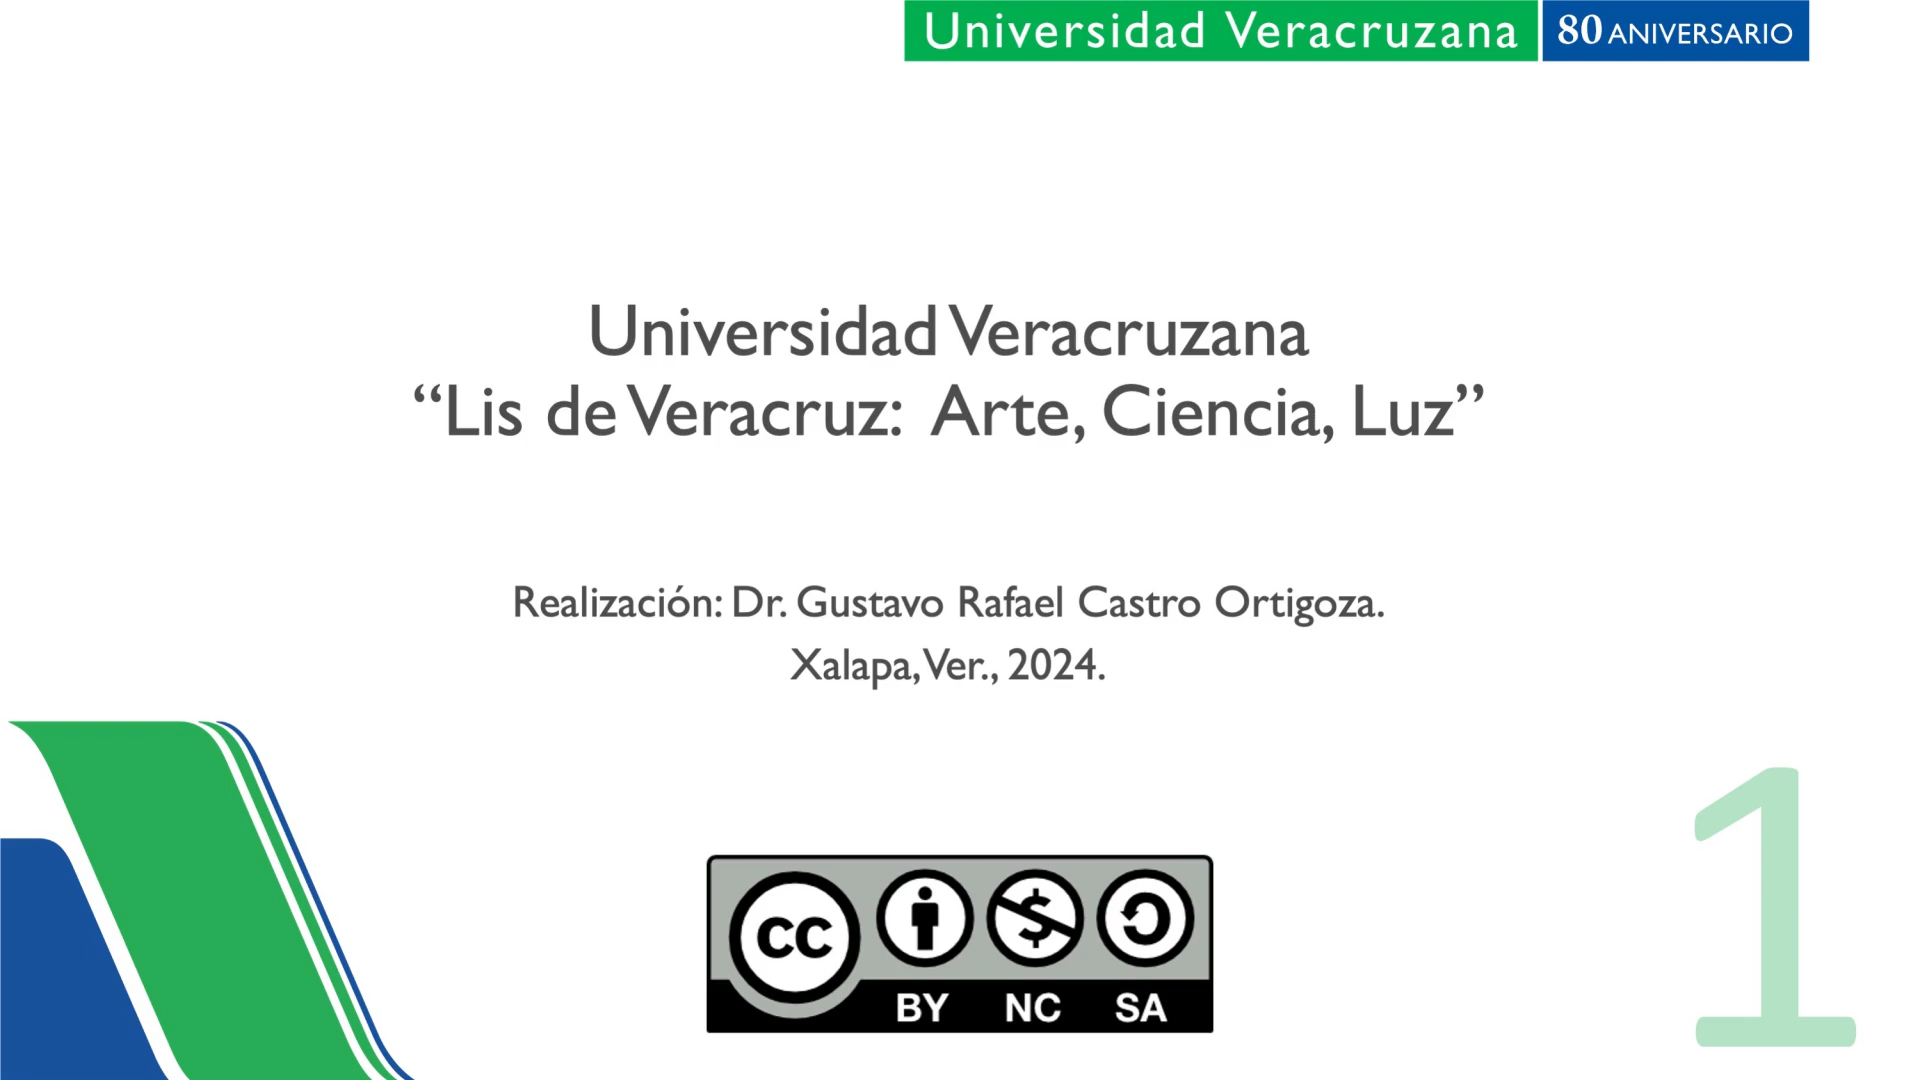 Universidad Veracruzana 80 ANIVERSARIO
Universidad Veracruzana
“Lis de Veracruz: Arte, Ciencia, Luz”
Realización: Dr. Gustavo Rafael Castro Ortigoza.
Xalapa, Ver., 2024.
CC BY NC SA
1